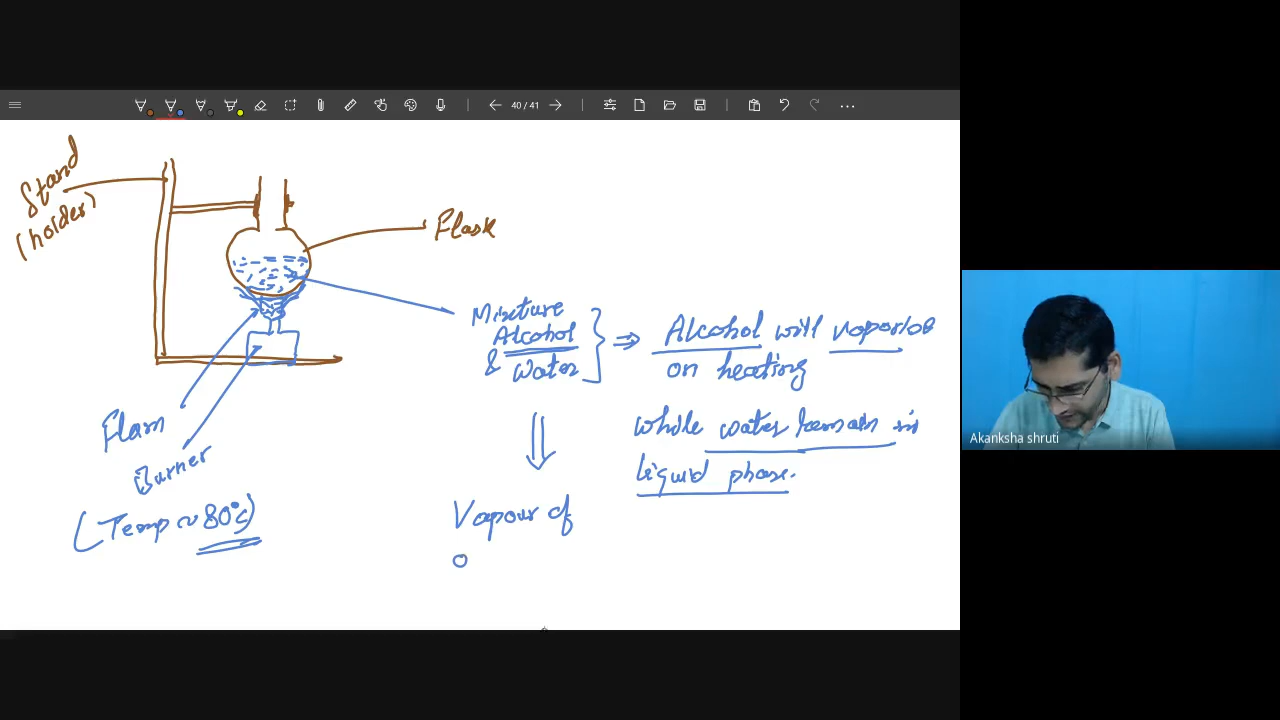 40 / 41
Stand
(holder)
Flask
Mixture
Alcohol
& water
⇒ Alcohol will vaporise
on heating
while water remain in
liquid phase.
Flam
Burner
(Temp ~ 80°c)
Vapour of
o
Akanksha shruti